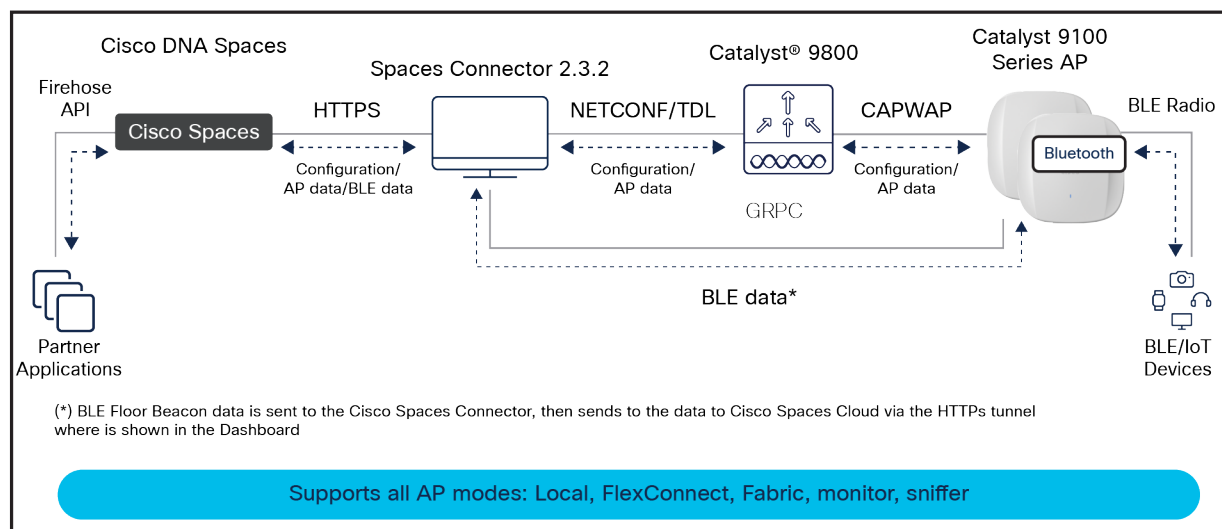 Cisco DNA Spaces
Spaces Connector 2.3.2
Catalyst® 9800
Catalyst 9100
Series AP
Firehose
API
Cisco Spaces
HTTPS
NETCONF/TDL
CAPWAP
BLE Radio
Bluetooth
Configuration/
AP data/BLE data
Configuration/
AP data
Configuration/
AP data
GRPC
BLE data*
Partner
Applications
BLE/IoT
Devices
(*) BLE Floor Beacon data is sent to the Cisco Spaces Connector, then sends to the data to Cisco Spaces Cloud via the HTTPs tunnel
where is shown in the Dashboard
Supports all AP modes: Local, FlexConnect, Fabric, monitor, sniffer